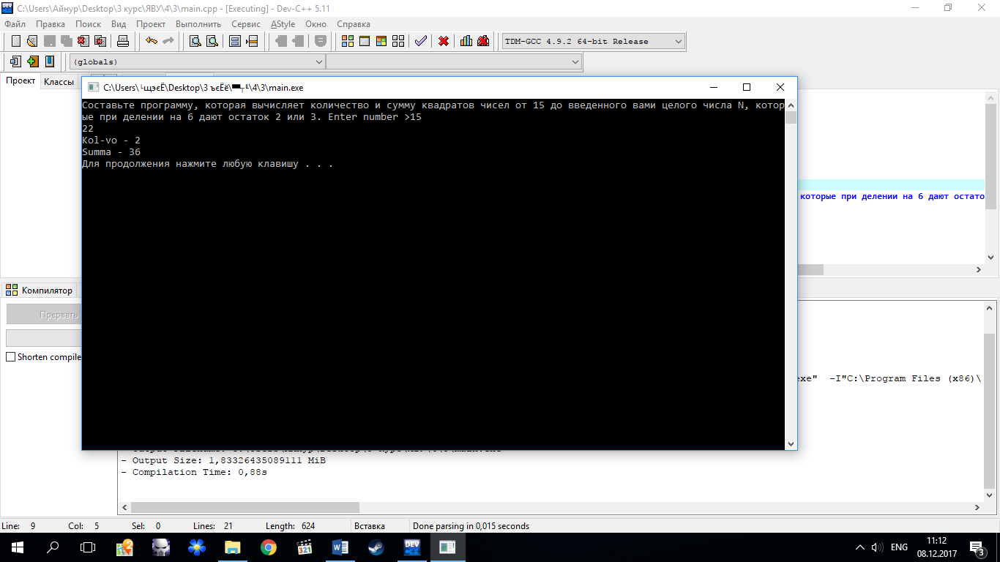 C:\Users\Айнур\Desktop\3 курс\ЯВУ\4\3\main.cpp - [Executing] - Dev-C++ 5.11
Файл Правка Поиск Вид Проект Выполнить Сервис AStyle Окно Справка
TDM-GCC 4.9.2 64-bit Release
(globals)
Проект Классы
C:\Users\└щэєЁ\Desktop\3 ъєЁё\▀┬╙\4\3\main.exe
Составьте программу, которая вычисляет количество и сумму квадратов чисел от 15 до введенного вами целого числа N, котор
ые при делении на 6 дают остаток 2 или 3. Enter number >15
22
Kol-vo - 2
Summa - 36
Для продолжения нажмите любую клавишу . . .
которые при делении на 6 дают остато
Компилятор
Прервать
Shorten compile
exe" -I"C:\Program Files (x86)\
- Output Size: 1,83326435089111 MiB
- Compilation Time: 0,88s
Line: 9 Col: 5 Sel: 0 Lines: 21 Length: 624 Вставка Done parsing in 0,015 seconds
ENG
11:12
08.12.2017
3